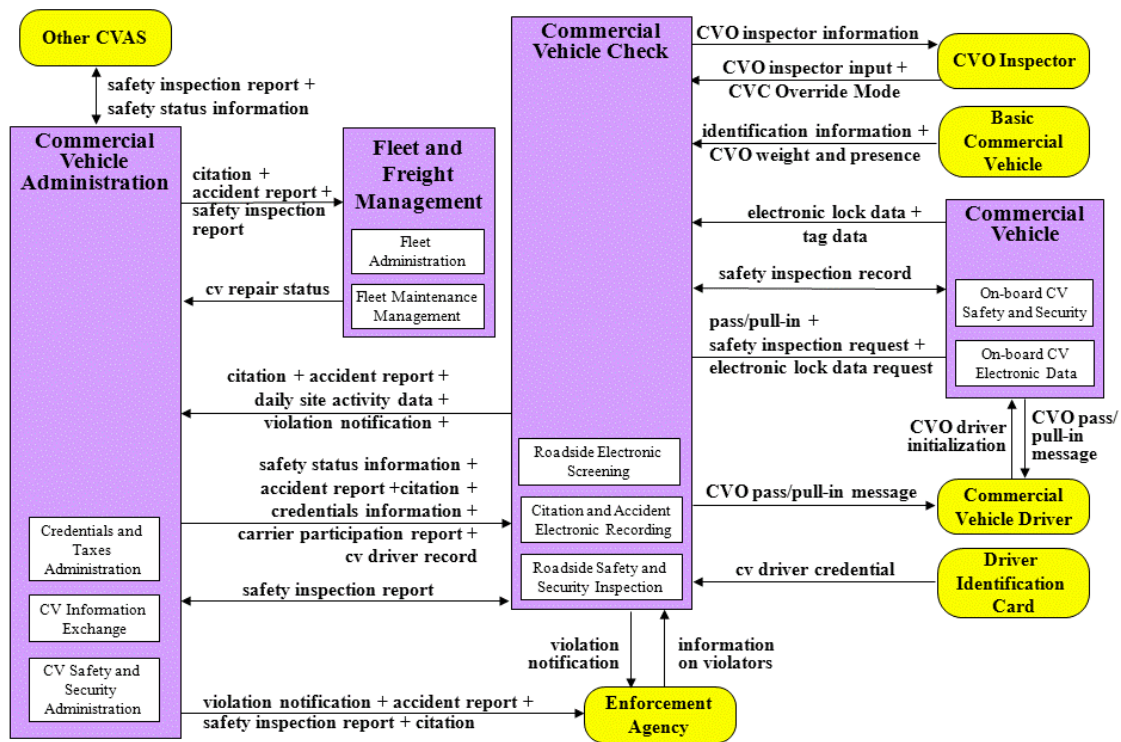 Other CVAS
safety inspection report +
safety status information
Commercial
Vehicle
Administration
citation +
accident report +
safety inspection
report
Fleet and
Freight
Management
Fleet
Administration
Fleet Maintenance
Management
cv repair status
citation + accident report +
daily site activity data +
violation notification +
safety status information +
accident report +citation +
credentials information +
carrier participation report +
cv driver record
safety inspection report
Credentials and
Taxes
Administration
CV Information
Exchange
CV Safety and
Security
Administration
violation notification + accident report +
safety inspection report + citation
Commercial
Vehicle Check
Roadside Electronic
Screening
Citation and Accident
Electronic Recording
Roadside Safety and
Security Inspection
CVO inspector information
CVO inspector input +
CVC Override Mode
CVO Inspector
identification information +
CVO weight and presence
Basic
Commercial
Vehicle
electronic lock data +
tag data
safety inspection record
pass/pull-in +
safety inspection request +
electronic lock data request
Commercial
Vehicle
On-board CV
Safety and Security
On-board CV
Electronic Data
CVO driver
initialization
CVO pass/
pull-in
message
CVO pass/pull-in message
Commercial
Vehicle Driver
cv driver credential
Driver
Identification
Card
violation
notification
information
on violators
Enforcement
Agency